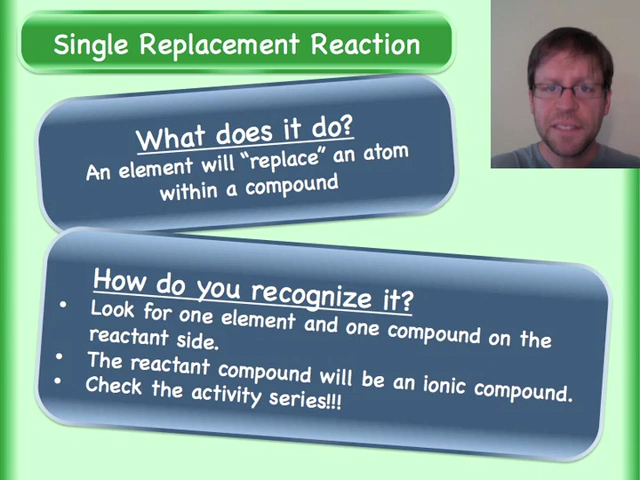 Single Replacement Reaction
What does it do?
An element will “replace” an atom
within a compound
How do you recognize it?
• Look for one element and one compound on the
reactant side.
• The reactant compound will be an ionic compound.
• Check the activity series!!!